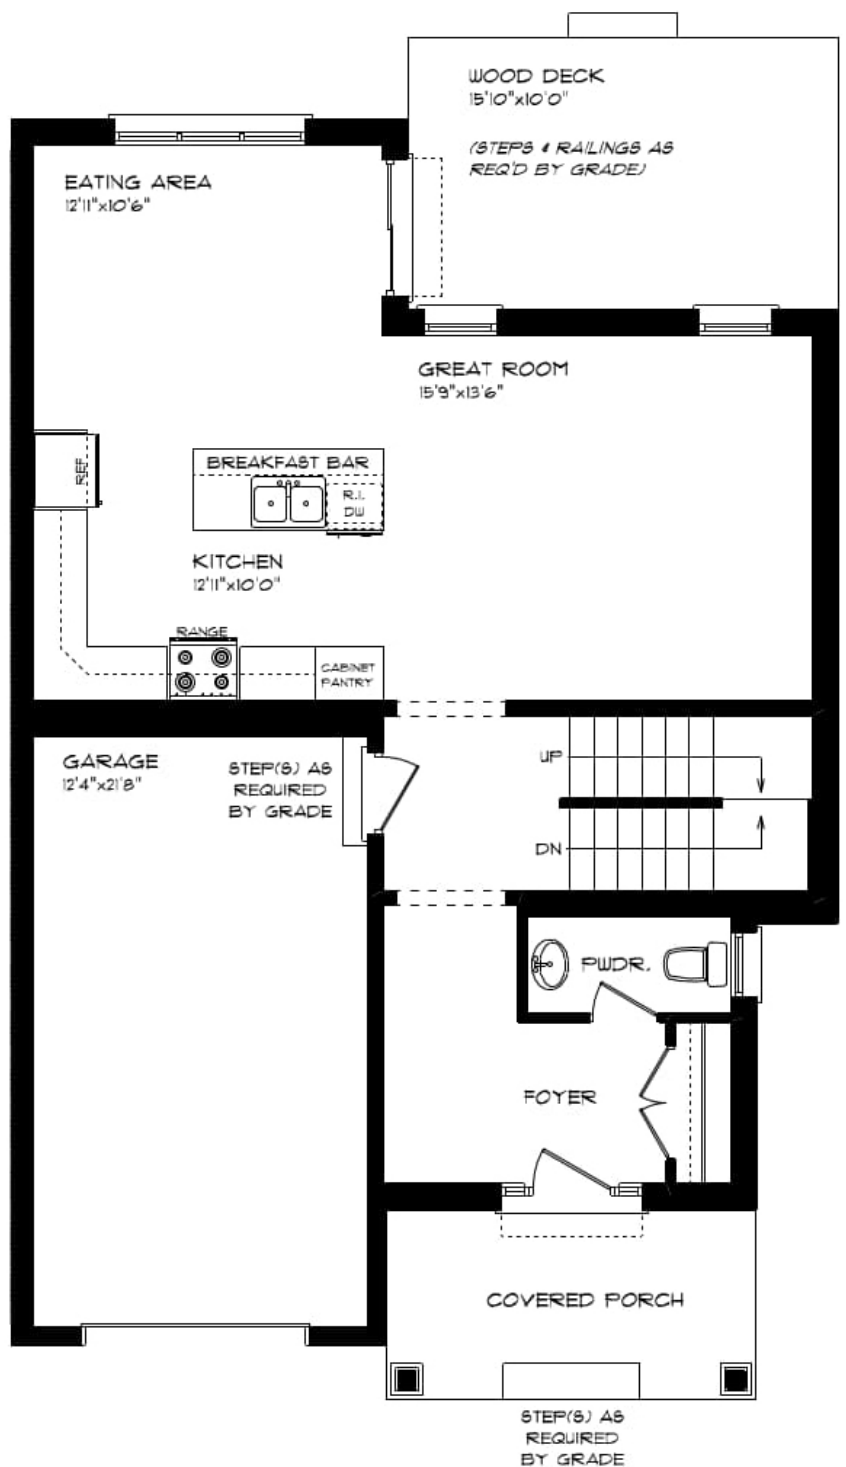 WOOD DECK
15'10"x10'0"
(STEPS & RAILINGS AS
REQ'D BY GRADE)
EATING AREA
12'11"x10'6"
GREAT ROOM
15'9"x13'6"
REF.
BREAKFAST BAR
R.I.
DW
KITCHEN
12'11"x10'0"
RANGE
CABINET
PANTRY
GARAGE
12'4"x21'8"
STEP(S) AS
REQUIRED
BY GRADE
UP
DN
PWDR.
FOYER
COVERED PORCH
STEP(S) AS
REQUIRED
BY GRADE